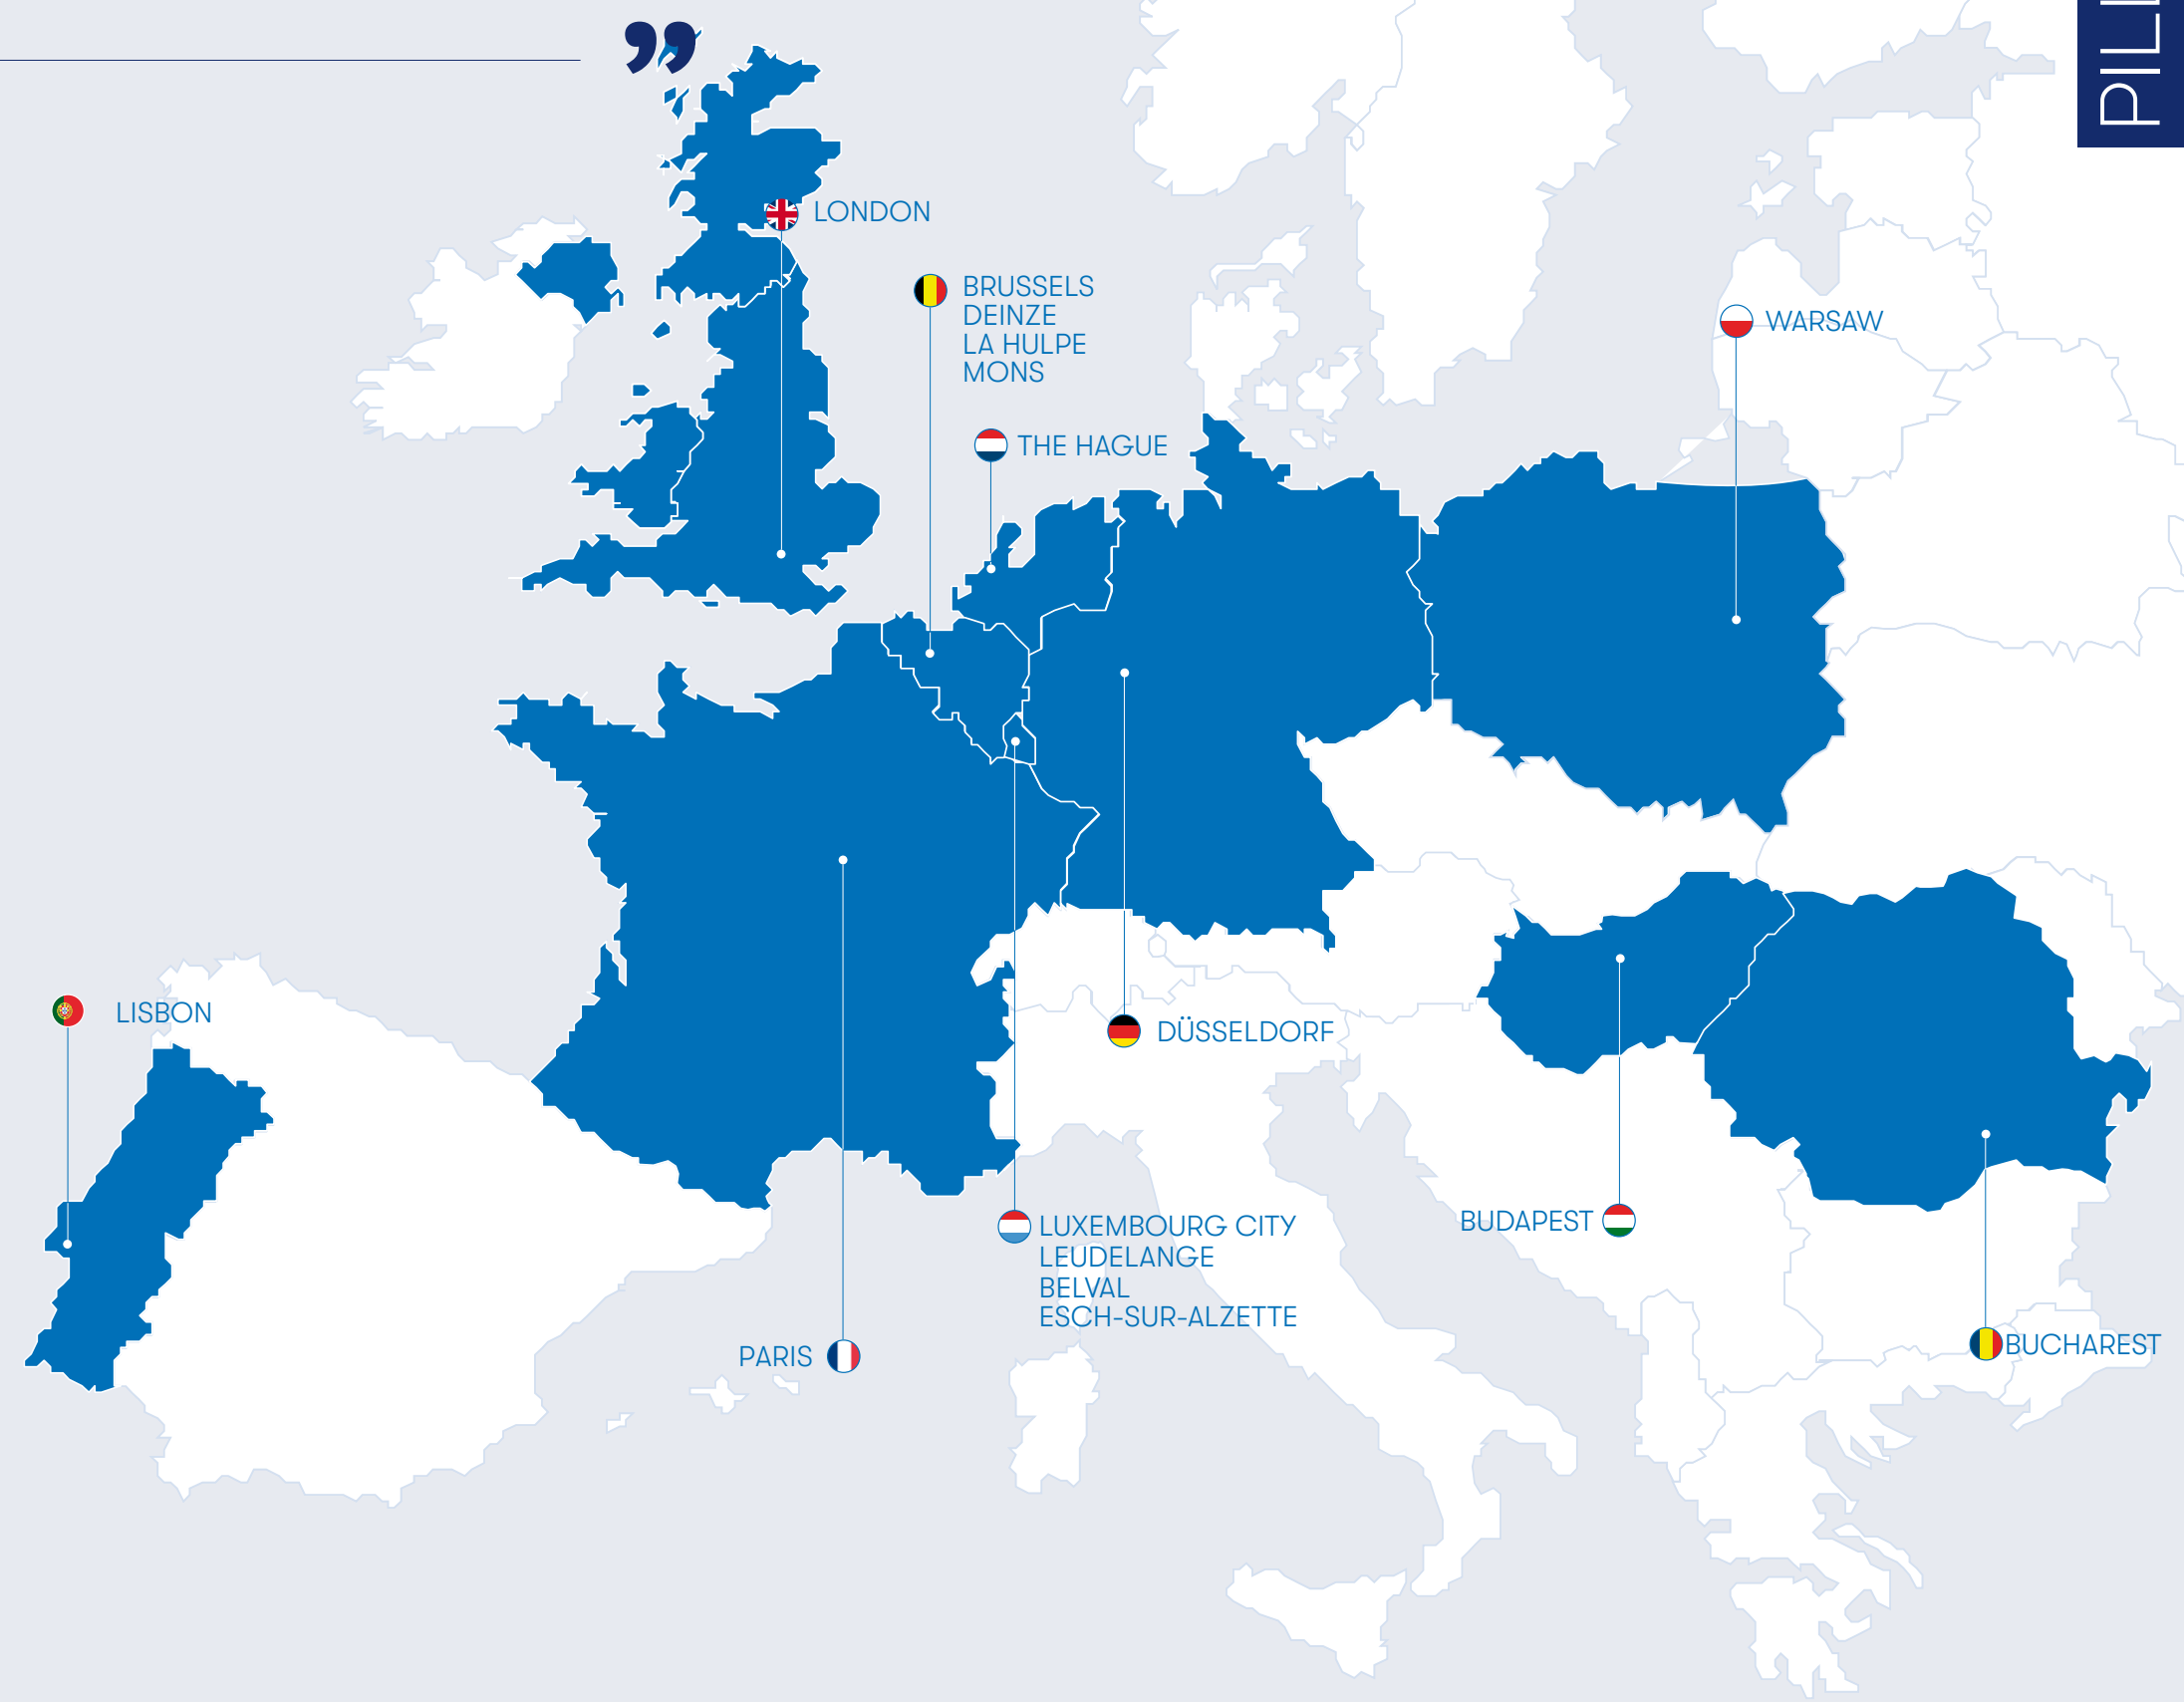 ”
PILL
LONDON
BRUSSELS
DEINZE
LA HULPE
MONS
WARSAW
THE HAGUE
LISBON
DÜSSELDORF
BUDAPEST
LUXEMBOURG CITY
LEUDELANGE
BELVAL
ESCH-SUR-ALZETTE
PARIS
BUCHAREST